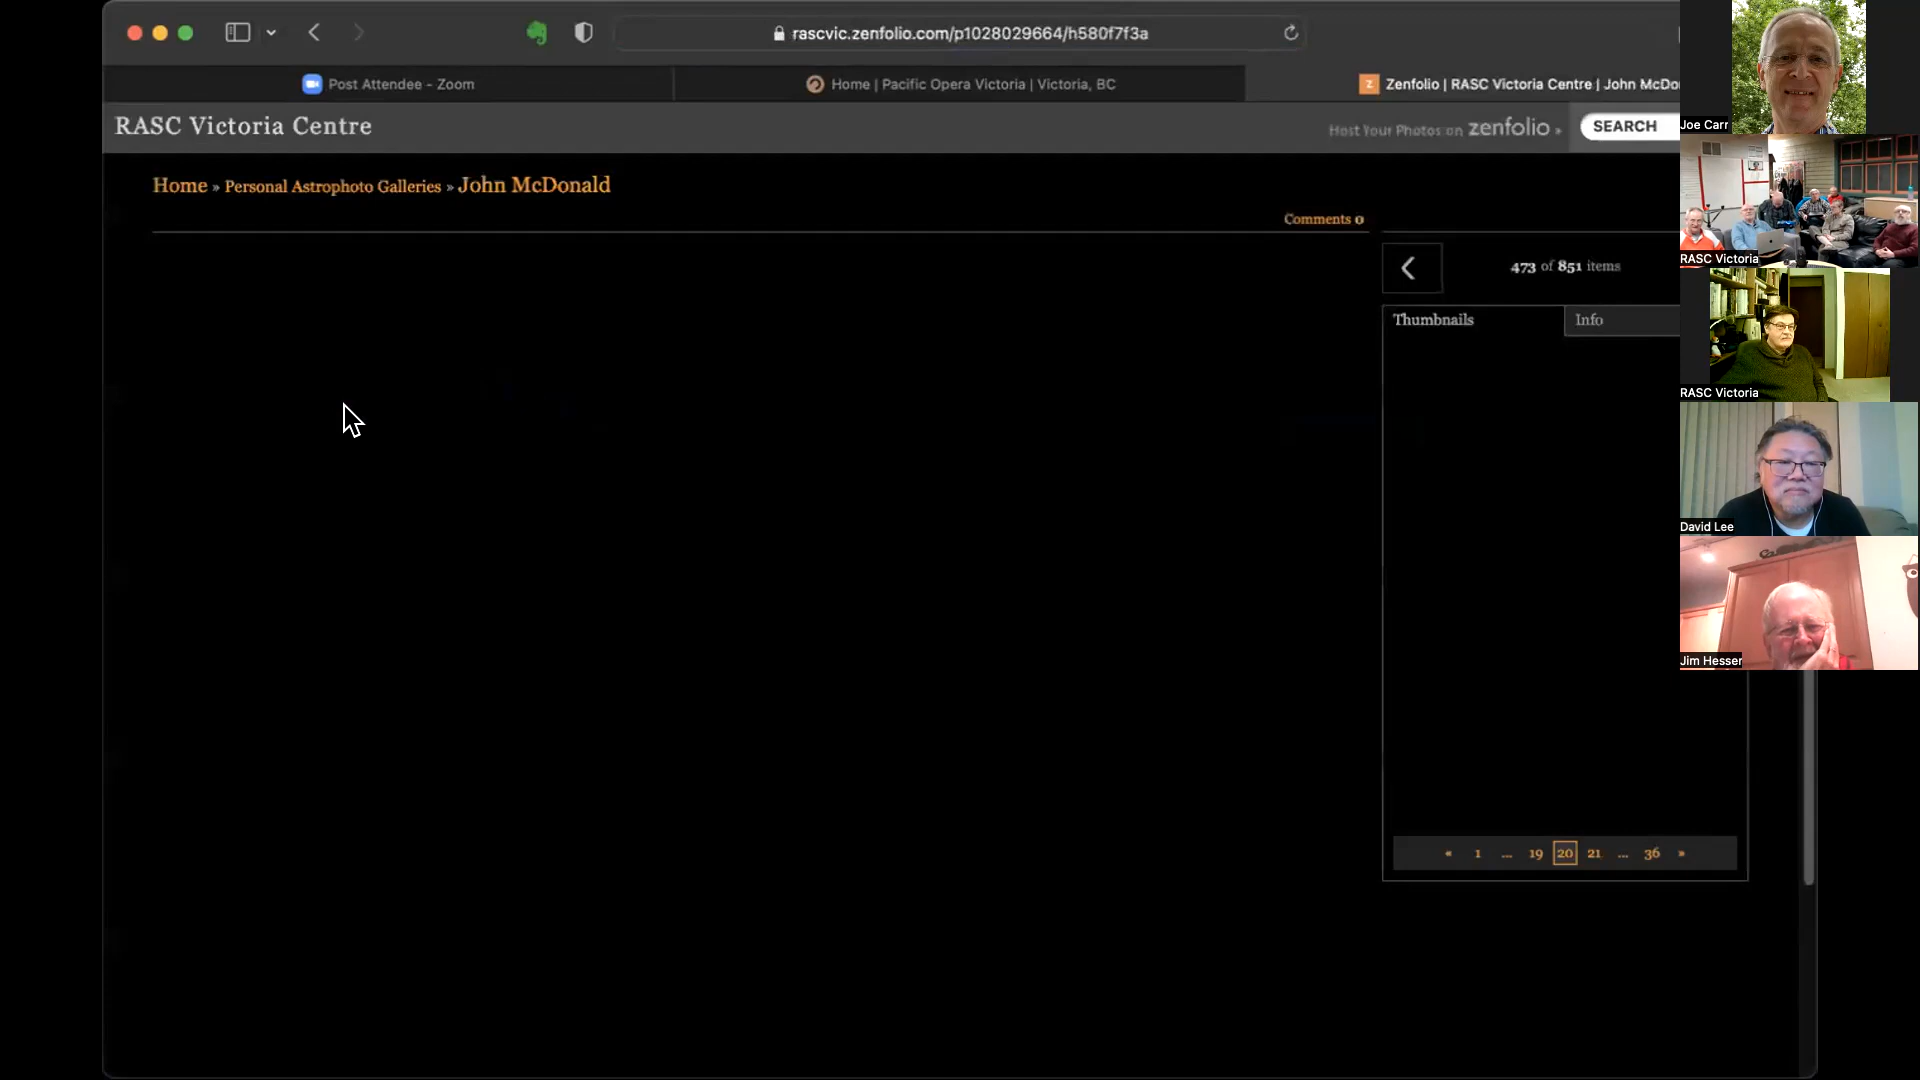 rascvic.zenfolio.com/p1028029664/h580f7f3a
Post Attendee - Zoom
Home | Pacific Opera Victoria | Victoria, BC
Z Zenfolio | RASC Victoria Centre | John McDo
RASC Victoria Centre
Host Your Photos on zenfolio »
SEARCH
Home » Personal Astrophoto Galleries » John McDonald
Comments 0
473 of 851 items
Thumbnails
Info
« 1 ... 19 20 21 ... 36 »
Joe Carr
RASC Victoria
RASC Victoria
David Lee
Jim Hesser